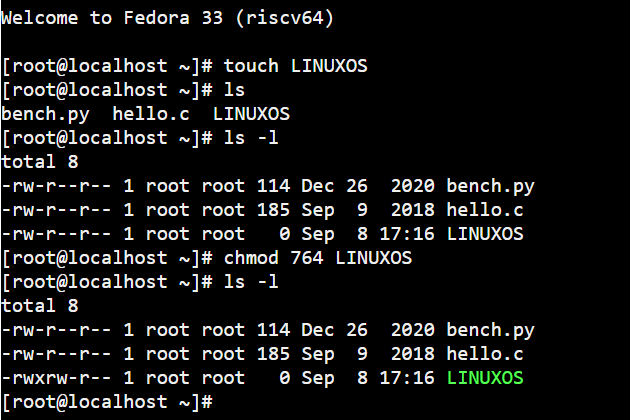 Welcome to Fedora 33 (riscv64)
[root@localhost ~]# touch LINUXOS
[root@localhost ~]# ls
bench.py  hello.c  LINUXOS
[root@localhost ~]# ls -l
total 8
-rw-r--r-- 1 root root 114 Dec 26  2020 bench.py
-rw-r--r-- 1 root root 185 Sep  9  2018 hello.c
-rw-r--r-- 1 root root   0 Sep  8 17:16 LINUXOS
[root@localhost ~]# chmod 764 LINUXOS
[root@localhost ~]# ls -l
total 8
-rw-r--r-- 1 root root 114 Dec 26  2020 bench.py
-rw-r--r-- 1 root root 185 Sep  9  2018 hello.c
-rwxrw-r-- 1 root root   0 Sep  8 17:16 LINUXOS
[root@localhost ~]#